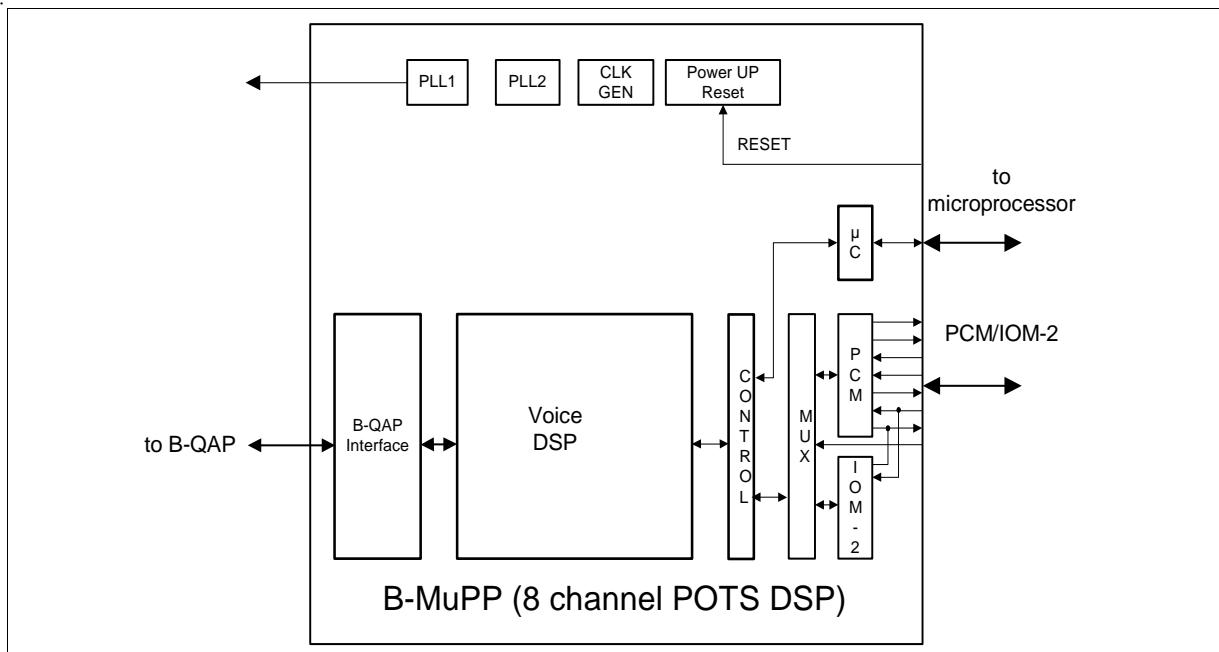 .
PLL1
PLL2
CLK
GEN
Power UP
Reset
RESET
to
microprocessor
µ
C
PCM/IOM-2
P
C
M
C
O
N
T
R
O
L
M
U
X
to B-QAP
B-QAP
Interface
Voice
DSP
I
O
M
-
2
B-MuPP (8 channel POTS DSP)